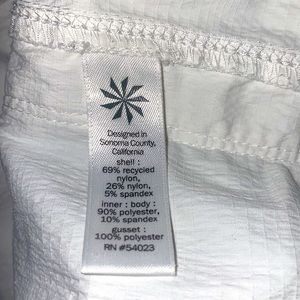 Designed in
Sonoma County,
California
shell :
69% recycled
nylon,
26% nylon,
5% spandex
inner : body :
90% polyester,
10% spandex
gusset :
100% polyester
RN #54023